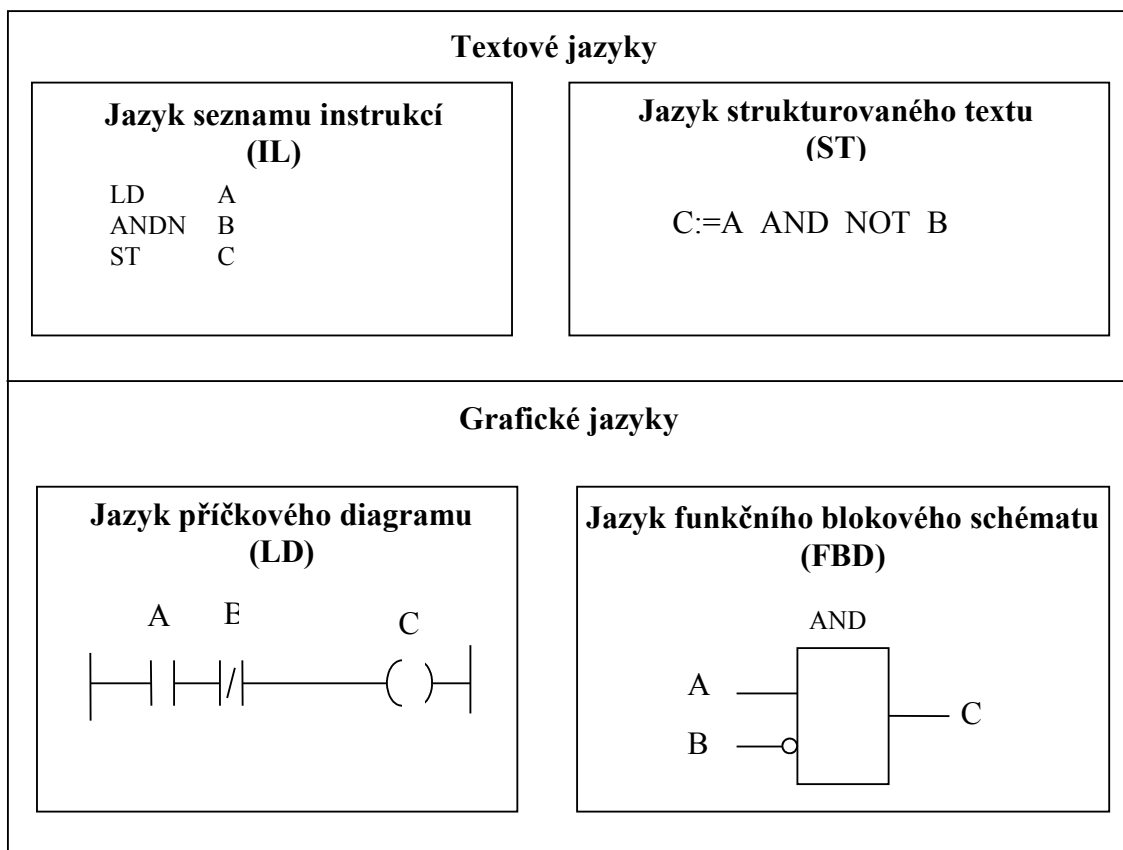 Textové jazyky
Jazyk seznamu instrukcí
(IL)
LD A
ANDN B
ST C
Jazyk strukturovaného textu
(ST)
C:=A AND NOT B
Grafické jazyky
Jazyk příčkového diagramu
(LD)
A B C
Jazyk funkčního blokového schématu
(FBD)
AND
A
C
B